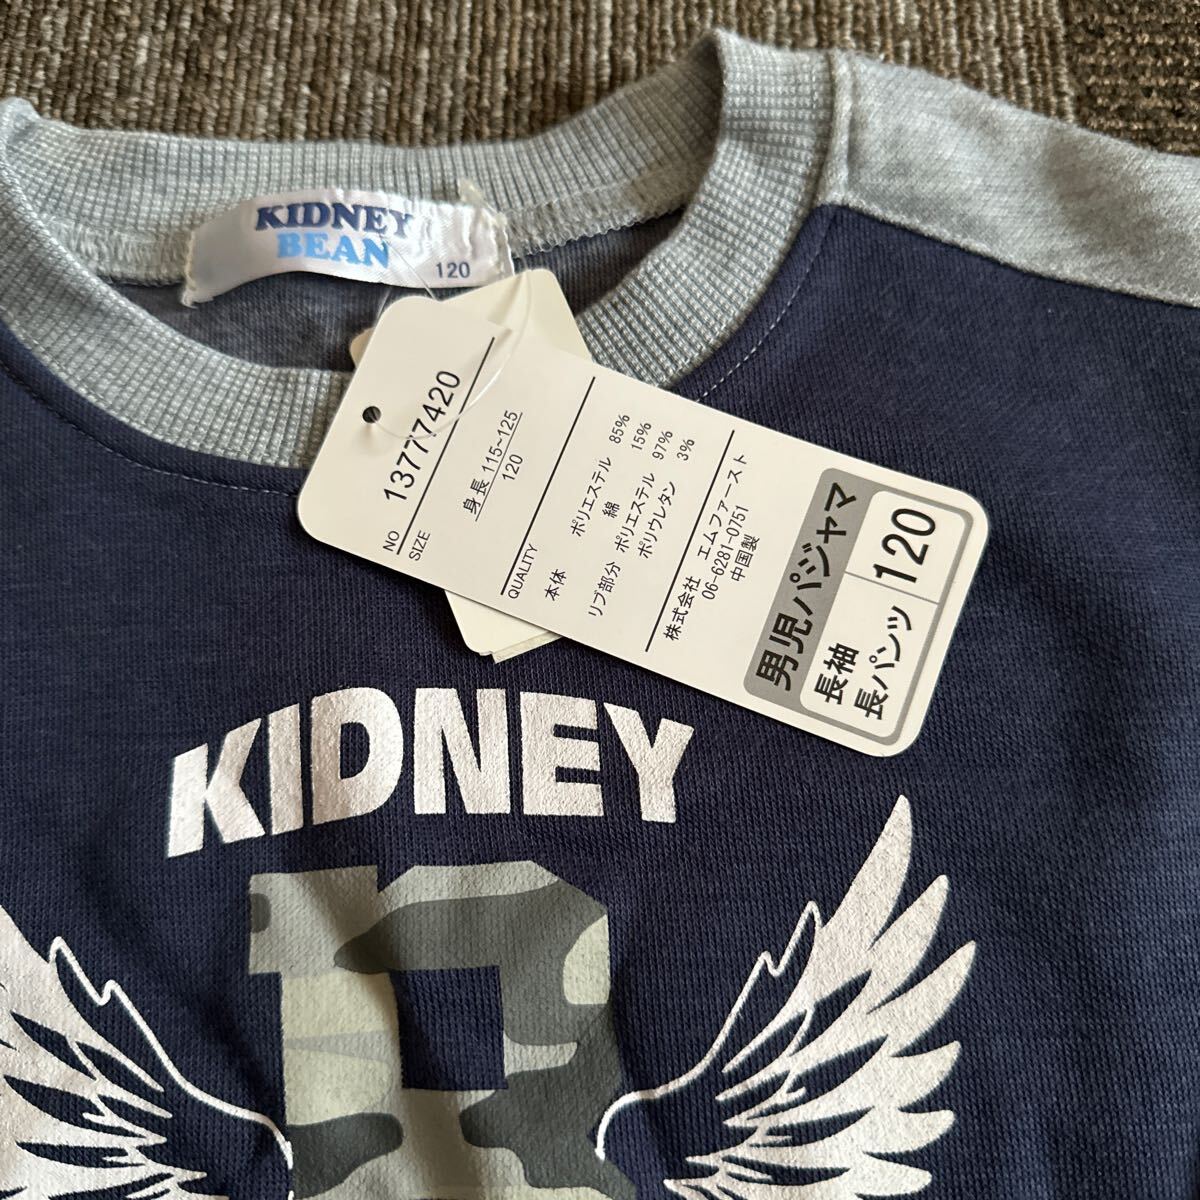 KIDNEY
BEAN
120
NO 13777420
SIZE 身長 115~125
120
QUALITY
本体 ポリエステル 85%
綿 15%
リブ部分 ポリエステル 97%
ポリウレタン 3%
株式会社 エムファースト
06-6281-0751
中国製
男児パジャマ
長袖
長パンツ
120
KIDNEY